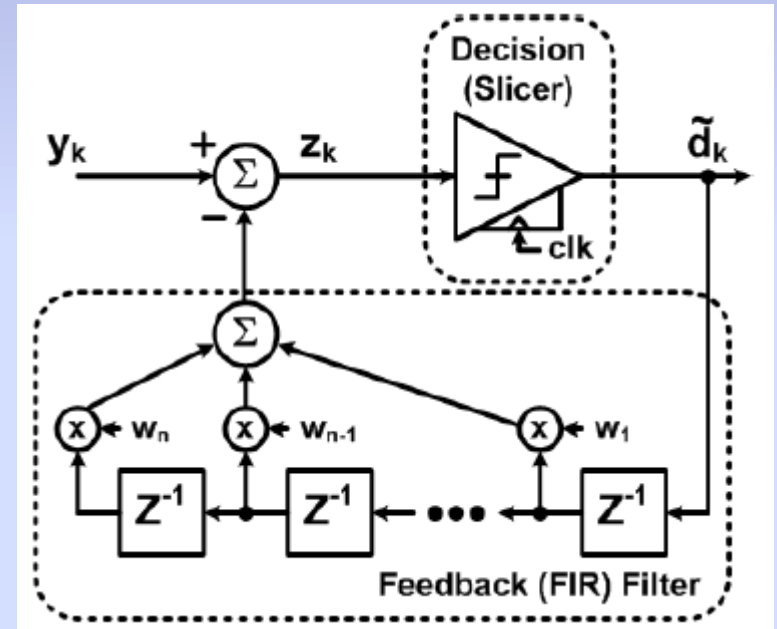 Decision
(Slicer)
yₖ
+
Σ
zₖ
d̃ₖ
−
clk
Σ
x
wₙ
x
wₙ₋₁
x
w₁
Z⁻¹
Z⁻¹
•••
Z⁻¹
Feedback (FIR) Filter